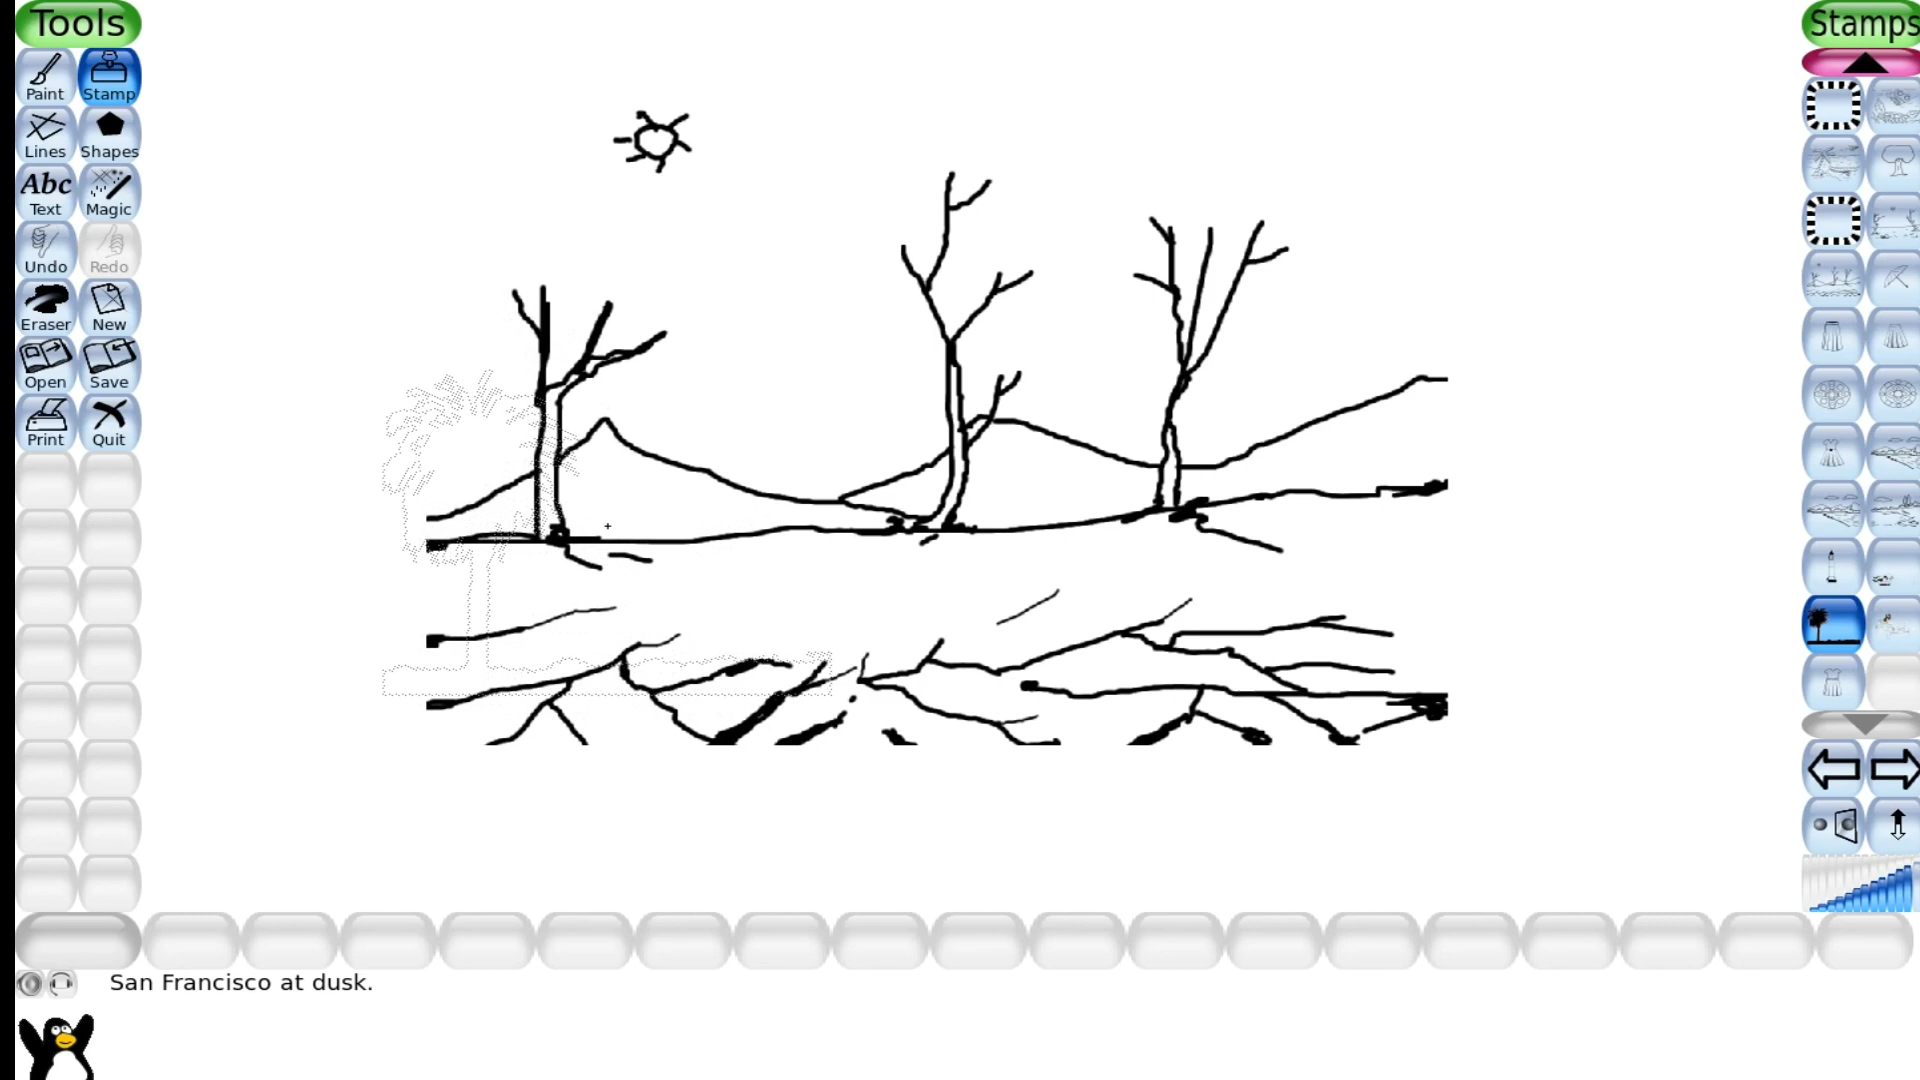 Tools
Stamps
Paint
Stamp
Lines
Shapes
Abc
Text
Magic
Undo
Redo
Eraser
New
Open
Save
Print
Quit
San Francisco at dusk.